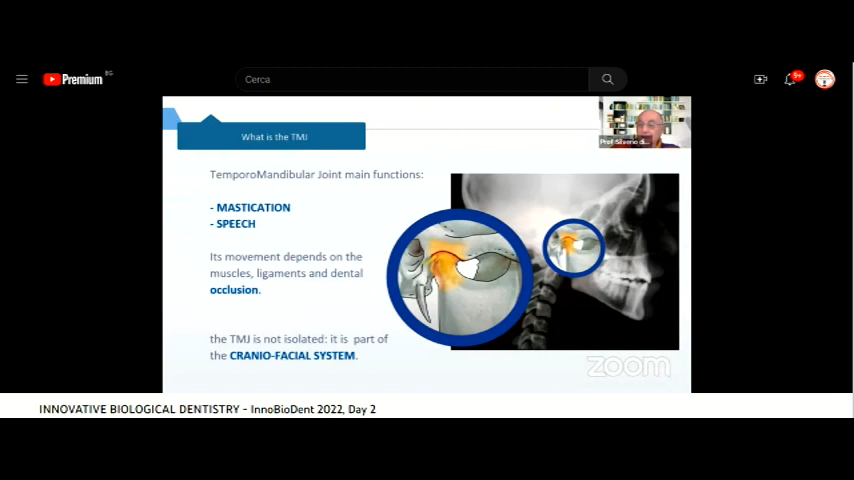 Premium
BG
Cerca
9+
What is the TMJ
Prof Silverio di...
TemporoMandibular Joint main functions:
- MASTICATION
- SPEECH
Its movement depends on the
muscles, ligaments and dental
occlusion.
the TMJ is not isolated: it is part of
the CRANIO-FACIAL SYSTEM.
zoom
INNOVATIVE BIOLOGICAL DENTISTRY - InnoBioDent 2022, Day 2